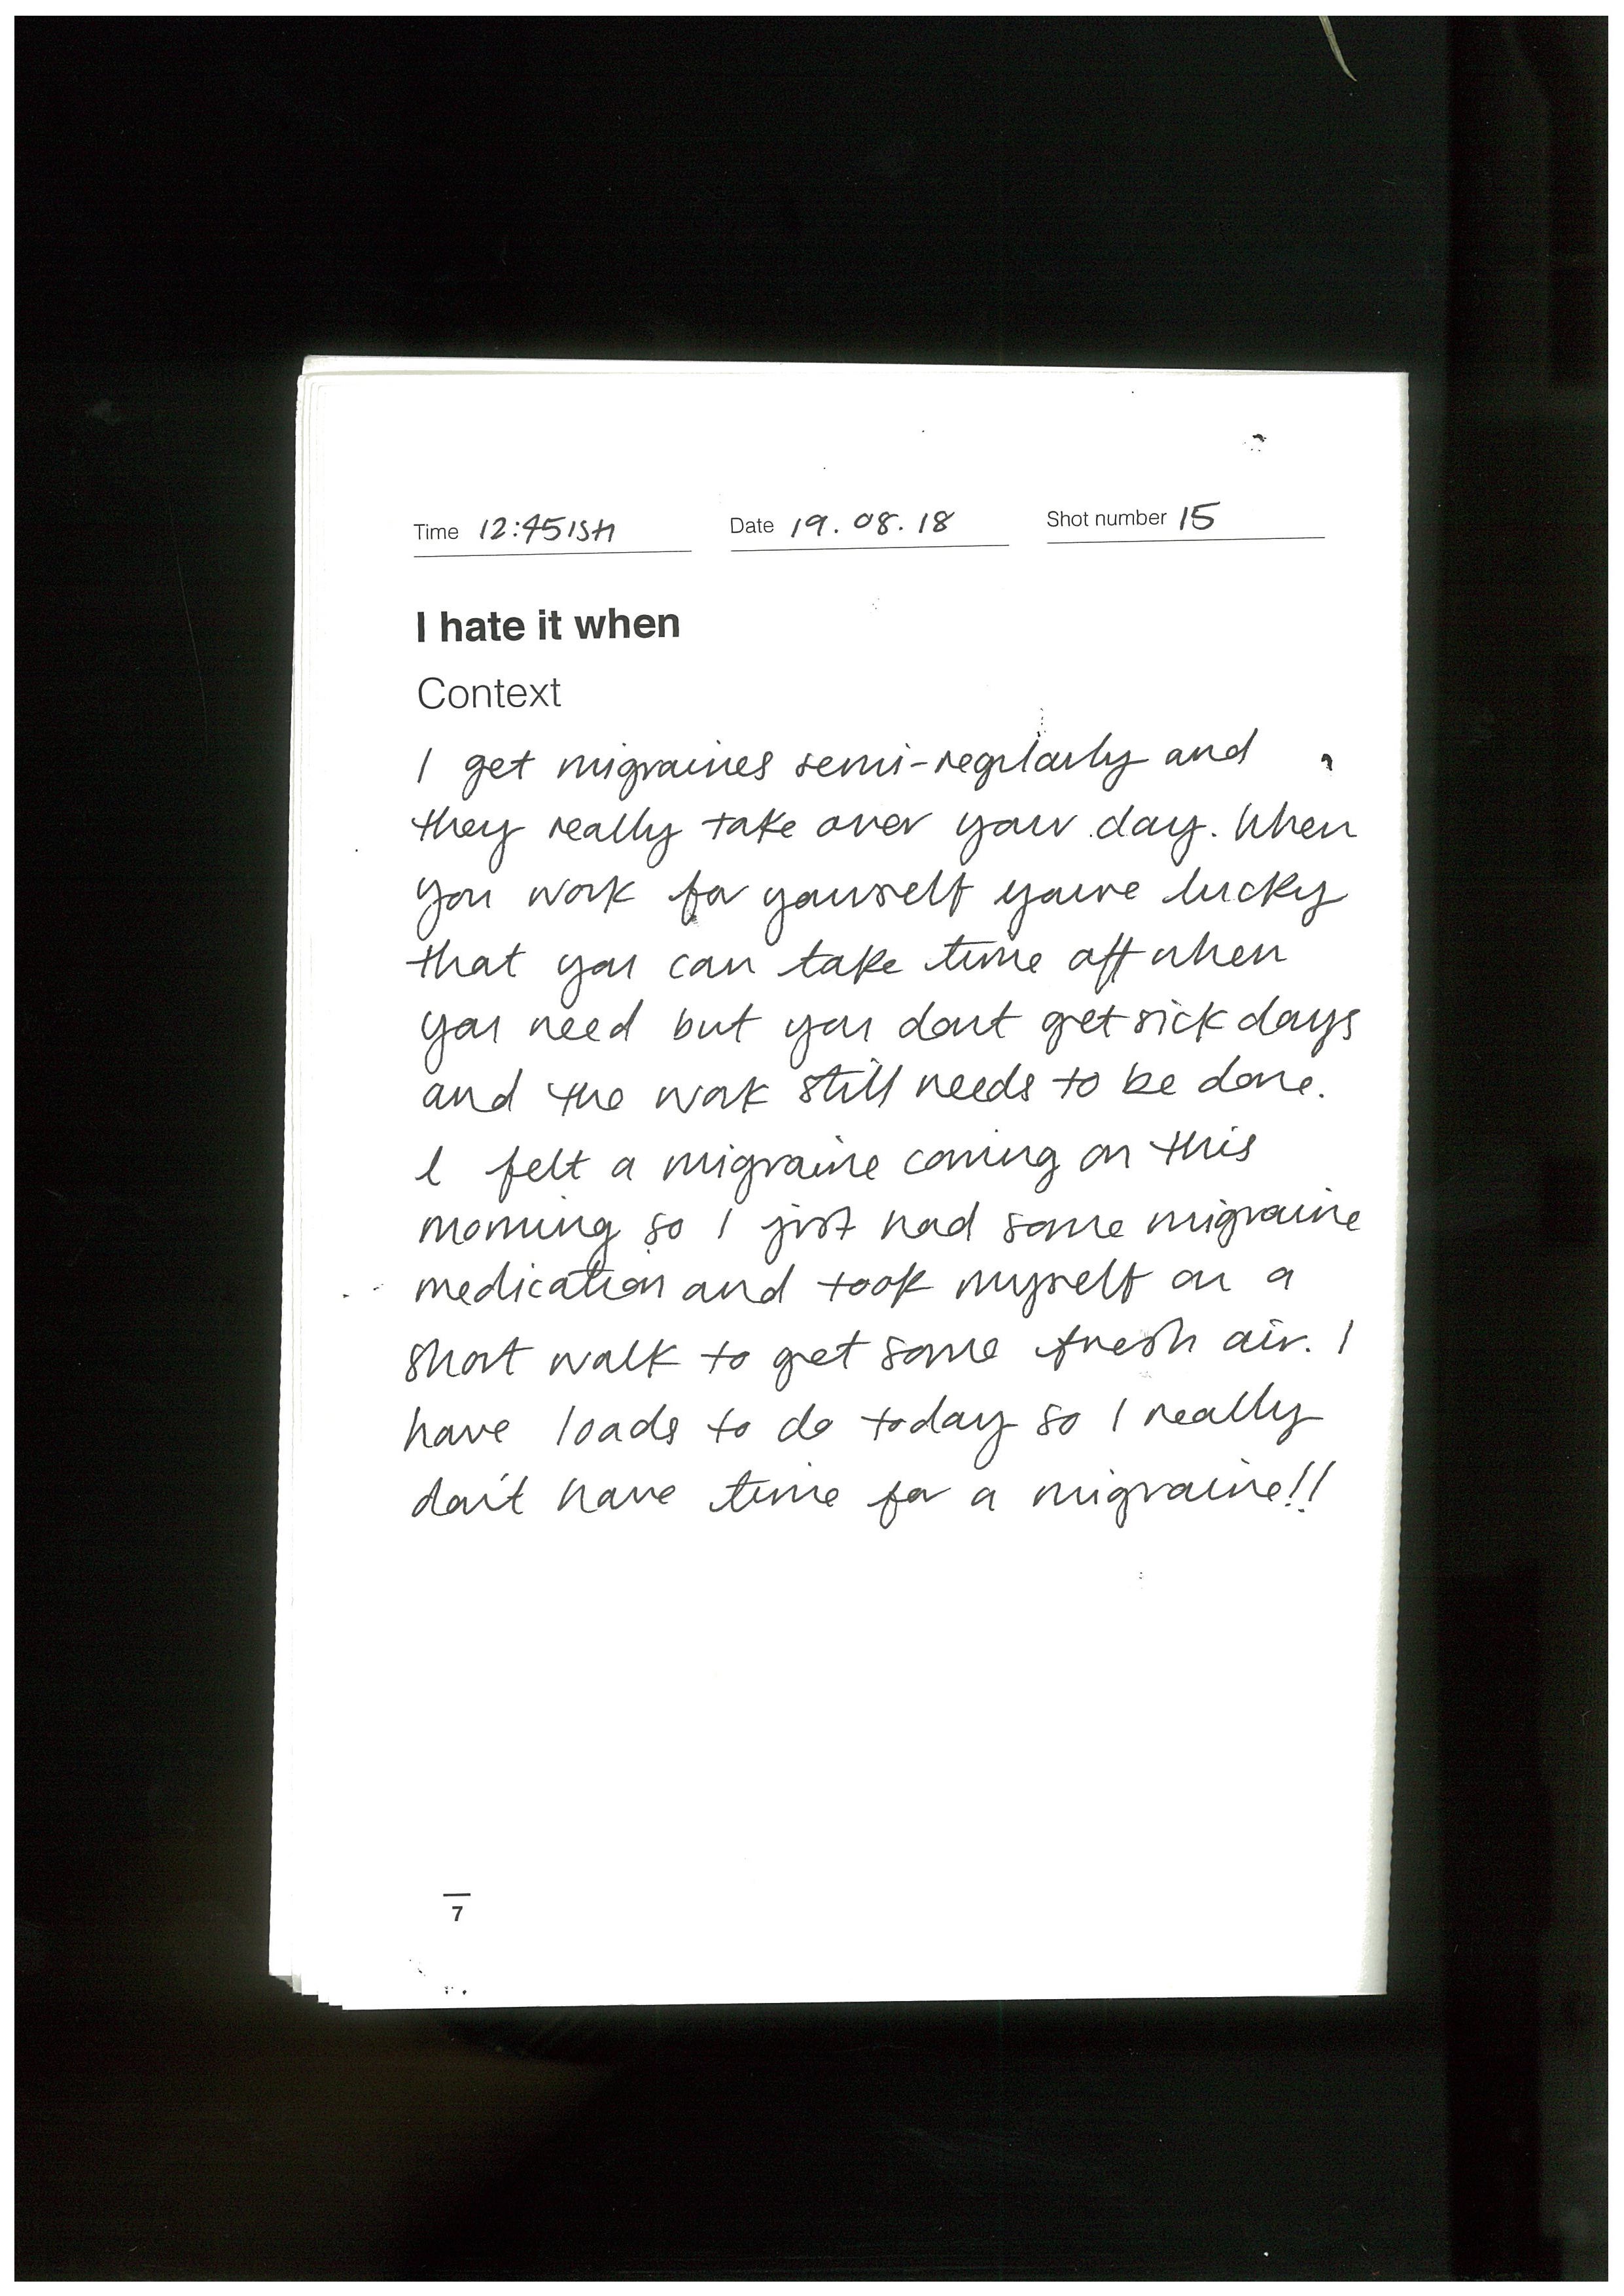 Time 12:45ISH Date 19.08.18 Shot number 15
I hate it when
Context
I get migraines semi-regularly and
they really take over your day. When
you work for yourself youre lucky
that you can take time off when
you need but you dont get sick days
and the work still needs to be done.
I felt a migraine coming on this
morning so I just had some migraine
medication and took myself on a
short walk to get some fresh air. I
have loads to do today so I really
don't have time for a migraine!!
7